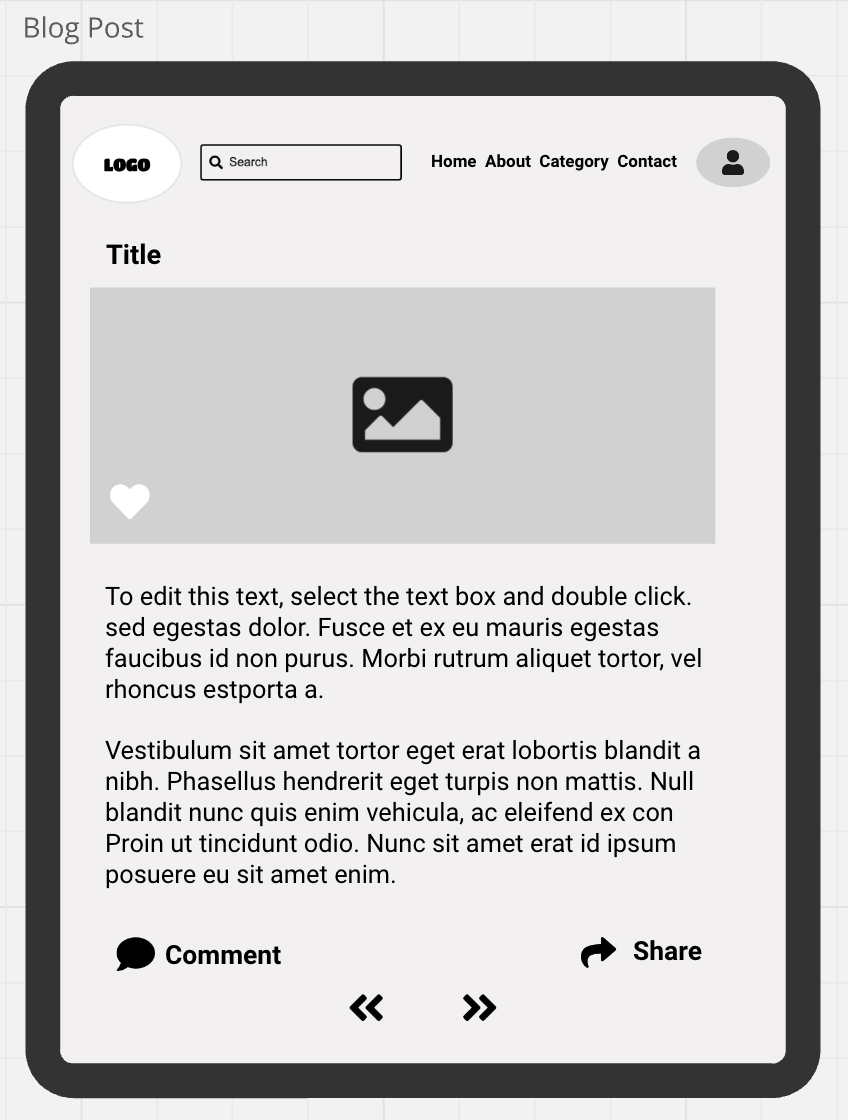 Blog Post
LOGO
Search
Home About Category Contact
Title
To edit this text, select the text box and double click.
sed egestas dolor. Fusce et ex eu mauris egestas
faucibus id non purus. Morbi rutrum aliquet tortor, vel
rhoncus estporta a.
Vestibulum sit amet tortor eget erat lobortis blandit a
nibh. Phasellus hendrerit eget turpis non mattis. Null
blandit nunc quis enim vehicula, ac eleifend ex con
Proin ut tincidunt odio. Nunc sit amet erat id ipsum
posuere eu sit amet enim.
Comment
Share